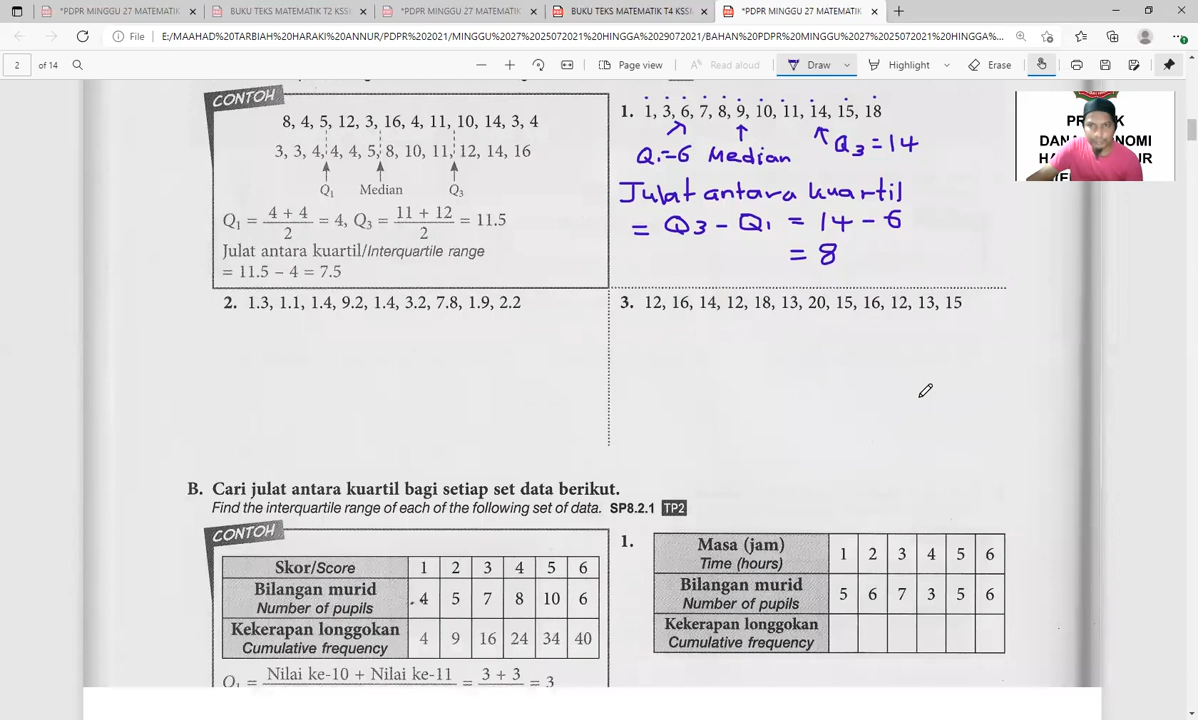 *PDPR MINGGU 27 MATEMATIK
BUKU TEKS MATEMATIK T2 KSS
*PDPR MINGGU 27 MATEMATIK
BUKU TEKS MATEMATIK T4 KSS
*PDPR MINGGU 27 MATEMATIK
File
E:/MAAHAD%20TARBIAH%20HARAKI%20ANNUR/PDPR%202021/MINGGU%2027%2025072021%20HINGGA%2029072021/BAHAN%20PDPR%20MINGGU%2027%2025072021%20HINGGA%...
2 of 14
Page view
Read aloud
Draw
Highlight
Erase
CONTOH
8, 4, 5, 12, 3, 16, 4, 11, 10, 14, 3, 4
3, 3, 4, 4, 4, 5, 8, 10, 11, 12, 14, 16
Q₁ Median Q₃
Q₁ = (4 + 4)/2 = 4, Q₃ = (11 + 12)/2 = 11.5
Julat antara kuartil/Interquartile range
= 11.5 − 4 = 7.5
1. 1, 3, 6, 7, 8, 9, 10, 11, 14, 15, 18
Q₁=6 Median Q3=14
Julat antara kuartil
= Q3 − Q₁ = 14 − 6
= 8
2. 1.3, 1.1, 1.4, 9.2, 1.4, 3.2, 7.8, 1.9, 2.2
3. 12, 16, 14, 12, 18, 13, 20, 15, 16, 12, 13, 15
B. Cari julat antara kuartil bagi setiap set data berikut.
Find the interquartile range of each of the following set of data. SP8.2.1 TP2
CONTOH
Skor/Score 1 2 3 4 5 6
Bilangan murid
Number of pupils 4 5 7 8 10 6
Kekerapan longgokan
Cumulative frequency 4 9 16 24 34 40
Q₁ = Nilai ke-10 + Nilai ke-11 = 3 + 3 = 3
1.
Masa (jam)
Time (hours) 1 2 3 4 5 6
Bilangan murid
Number of pupils 5 6 7 3 5 6
Kekerapan longgokan
Cumulative frequency